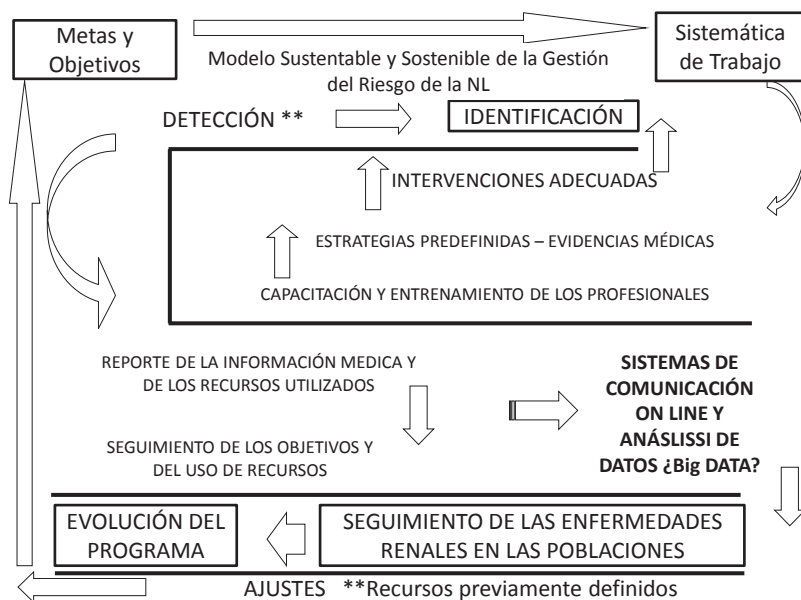 Metas y
Objetivos
Modelo Sustentable y Sostenible de la Gestión
del Riesgo de la NL
Sistemática
de Trabajo
DETECCIÓN **
IDENTIFICACIÓN
INTERVENCIONES ADECUADAS
ESTRATEGIAS PREDEFINIDAS – EVIDENCIAS MÉDICAS
CAPACITACIÓN Y ENTRENAMIENTO DE LOS PROFESIONALES
REPORTE DE LA INFORMACIÓN MEDICA Y
DE LOS RECURSOS UTILIZADOS
SEGUIMIENTO DE LOS OBJETIVOS Y
DEL USO DE RECURSOS
SISTEMAS DE
COMUNICACIÓN
ON LINE Y
ANÁSLISSI DE
DATOS ¿Big DATA?
EVOLUCIÓN DEL
PROGRAMA
SEGUIMIENTO DE LAS ENFERMEDADES
RENALES EN LAS POBLACIONES
AJUSTES **Recursos previamente definidos